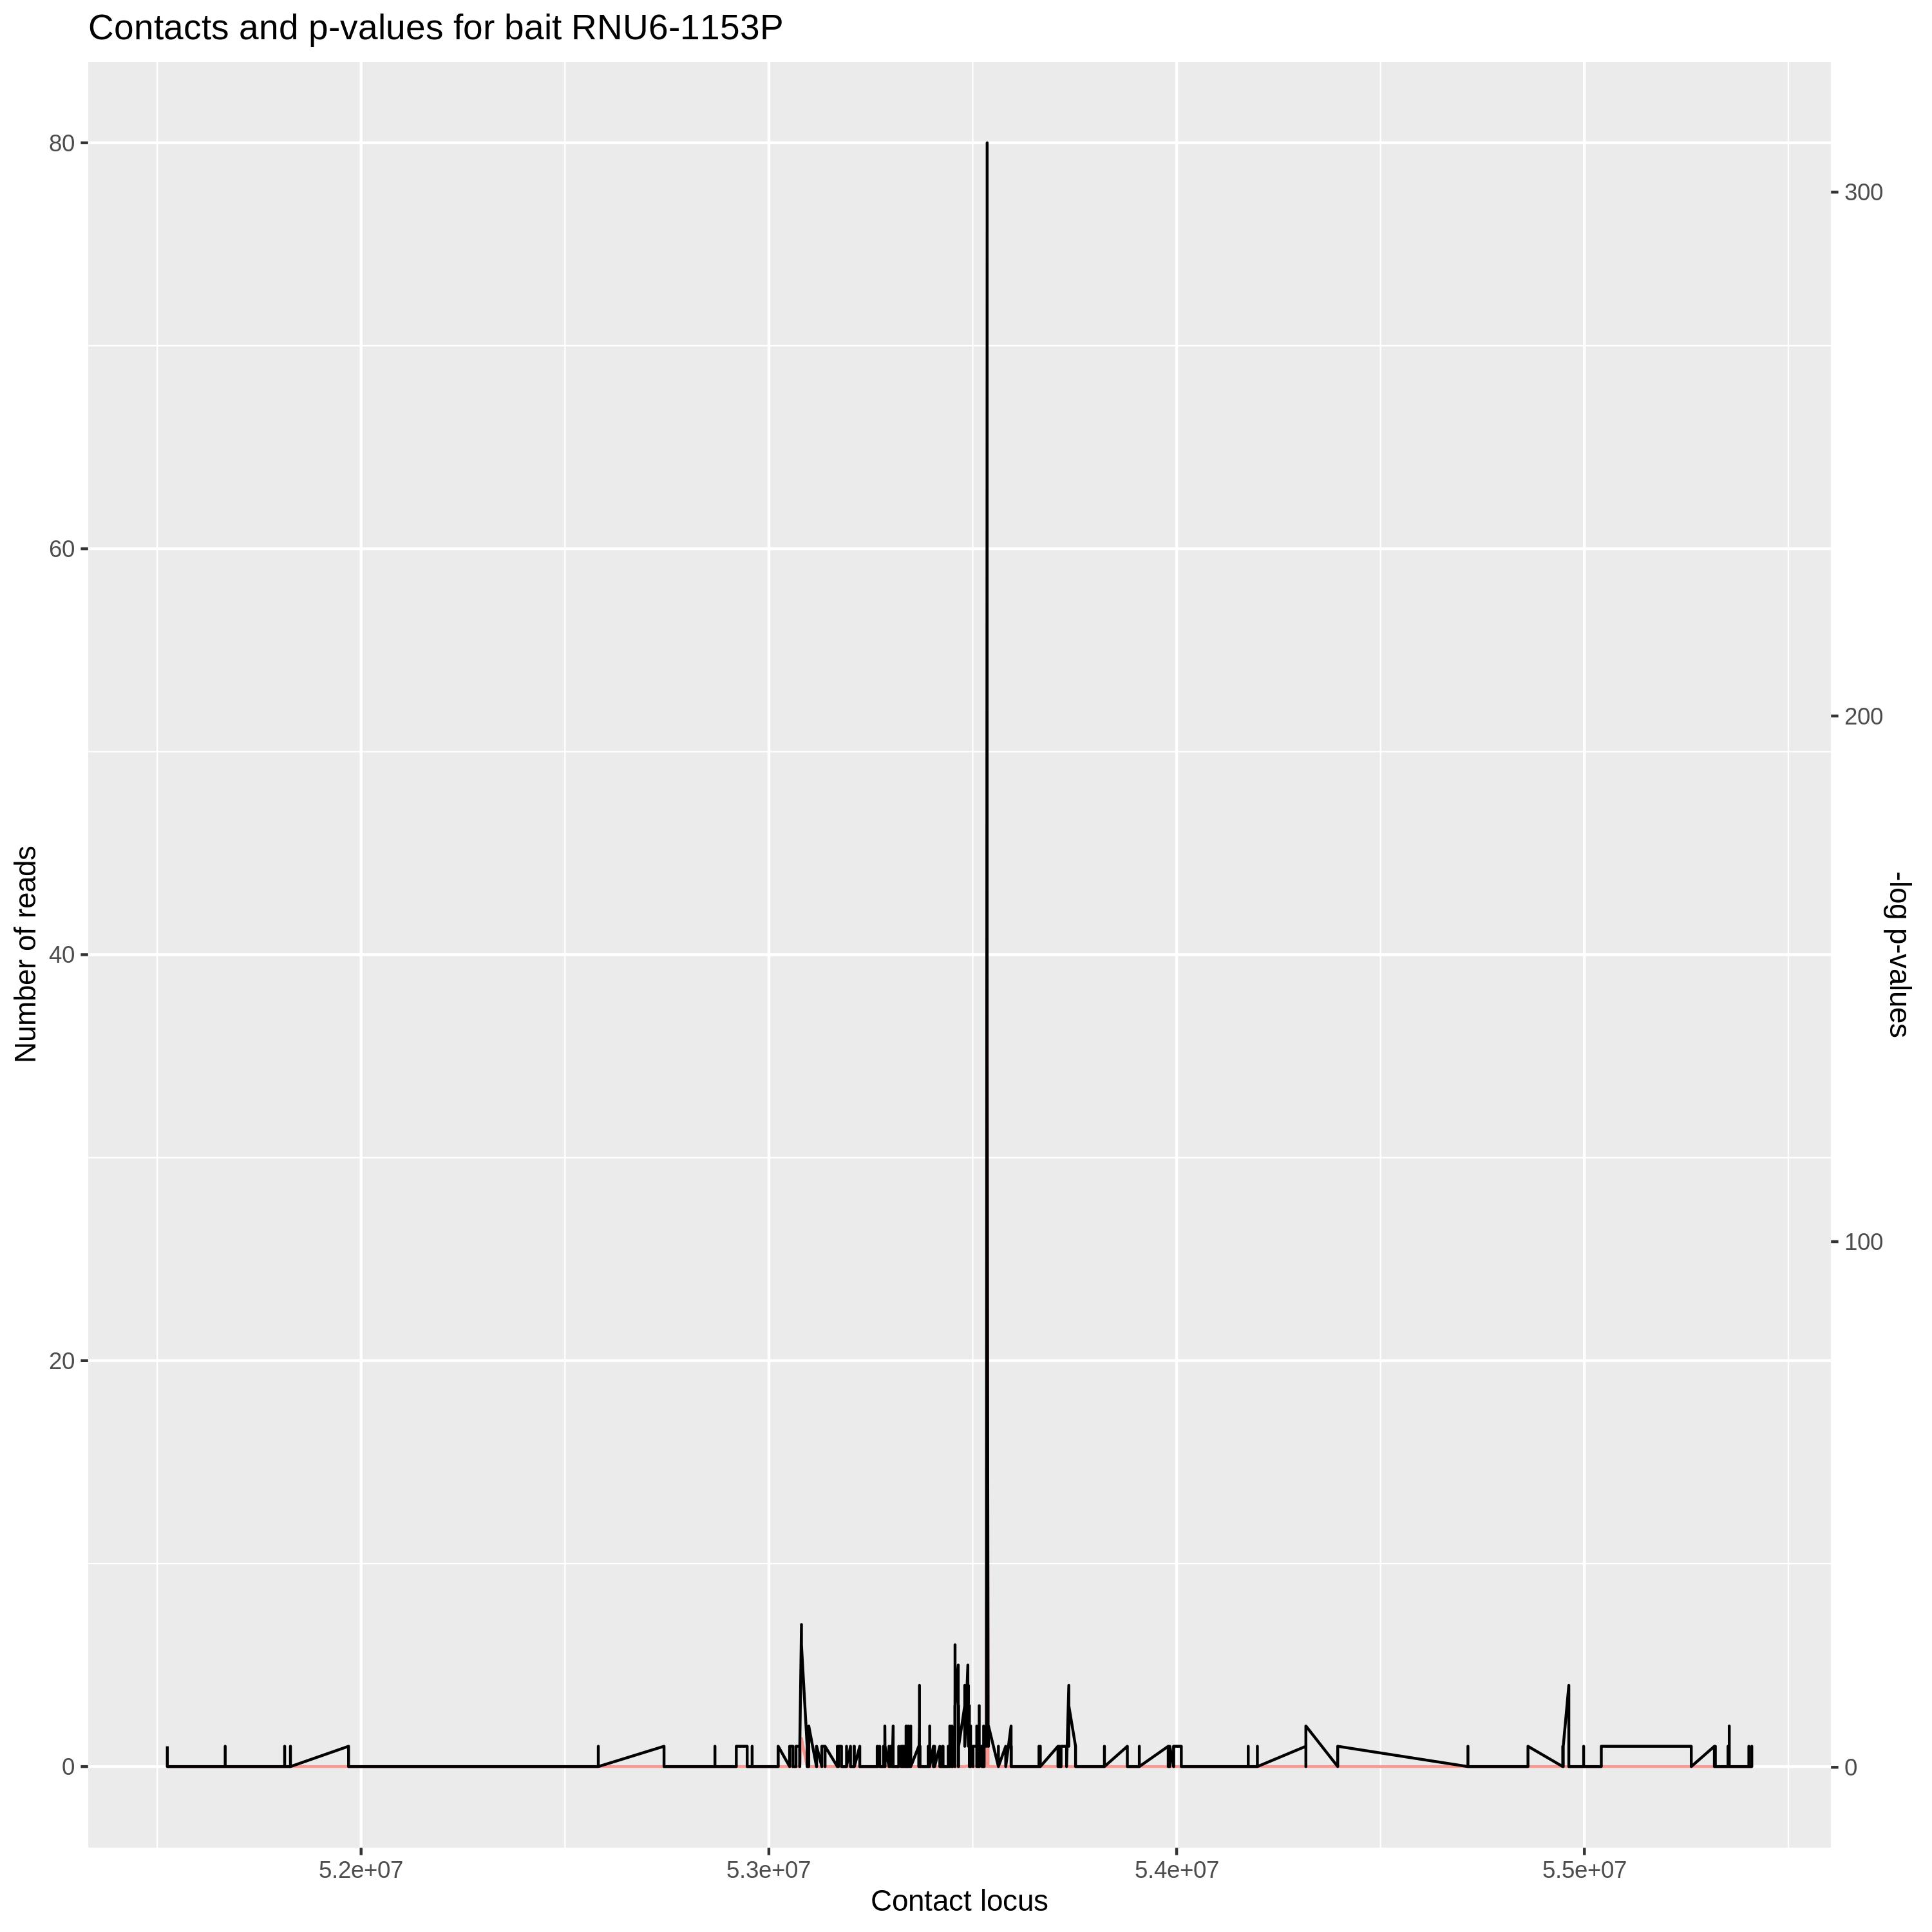 Contacts and p-values for bait RNU6-1153P
80
60
40
20
0
Number of reads
300
200
100
0
-log p-values
5.2e+07
5.3e+07
5.4e+07
5.5e+07
Contact locus